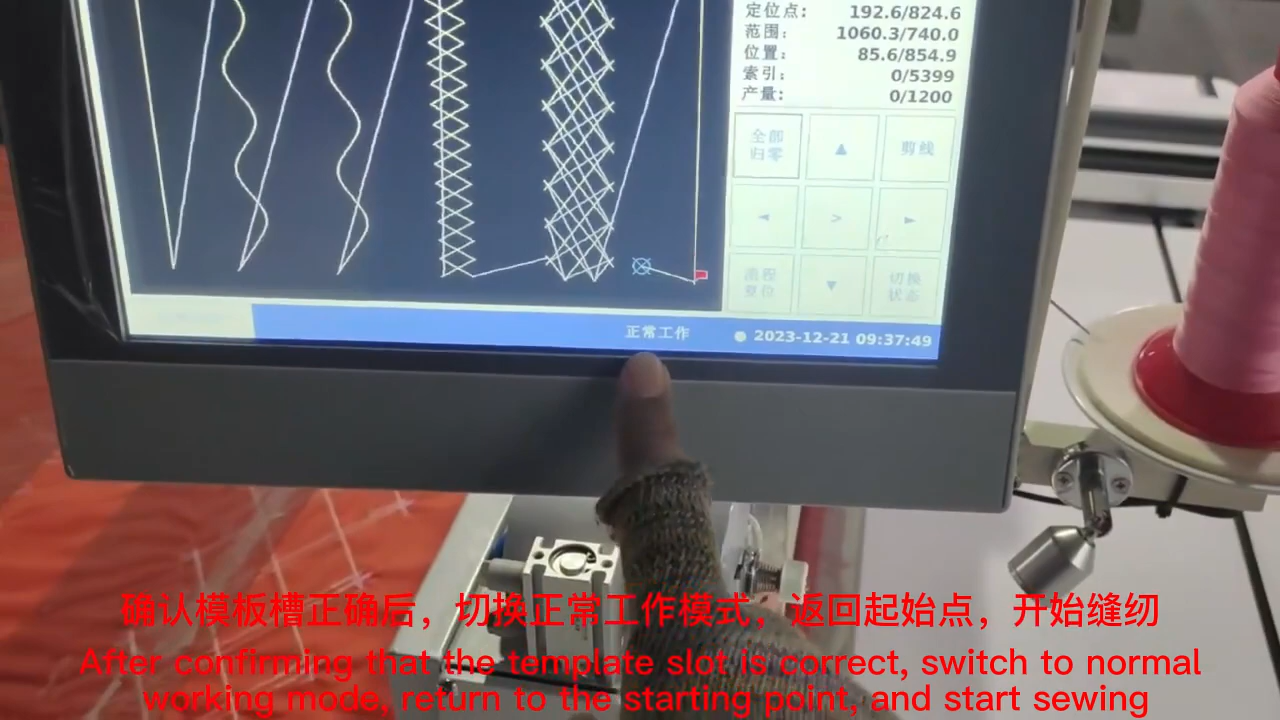 定位点: 192.6/824.6
范围: 1060.3/740.0
位置: 85.6/854.9
索引: 0/5399
产量: 0/1200
全部
归零
剪线
>
复位
切换
状态
正常工作
2023-12-21 09:37:49
确认模板槽正确后，切换正常工作模式，返回起始点，开始缝纫
After confirming that the template slot is correct, switch to normal
working mode, return to the starting point, and start sewing